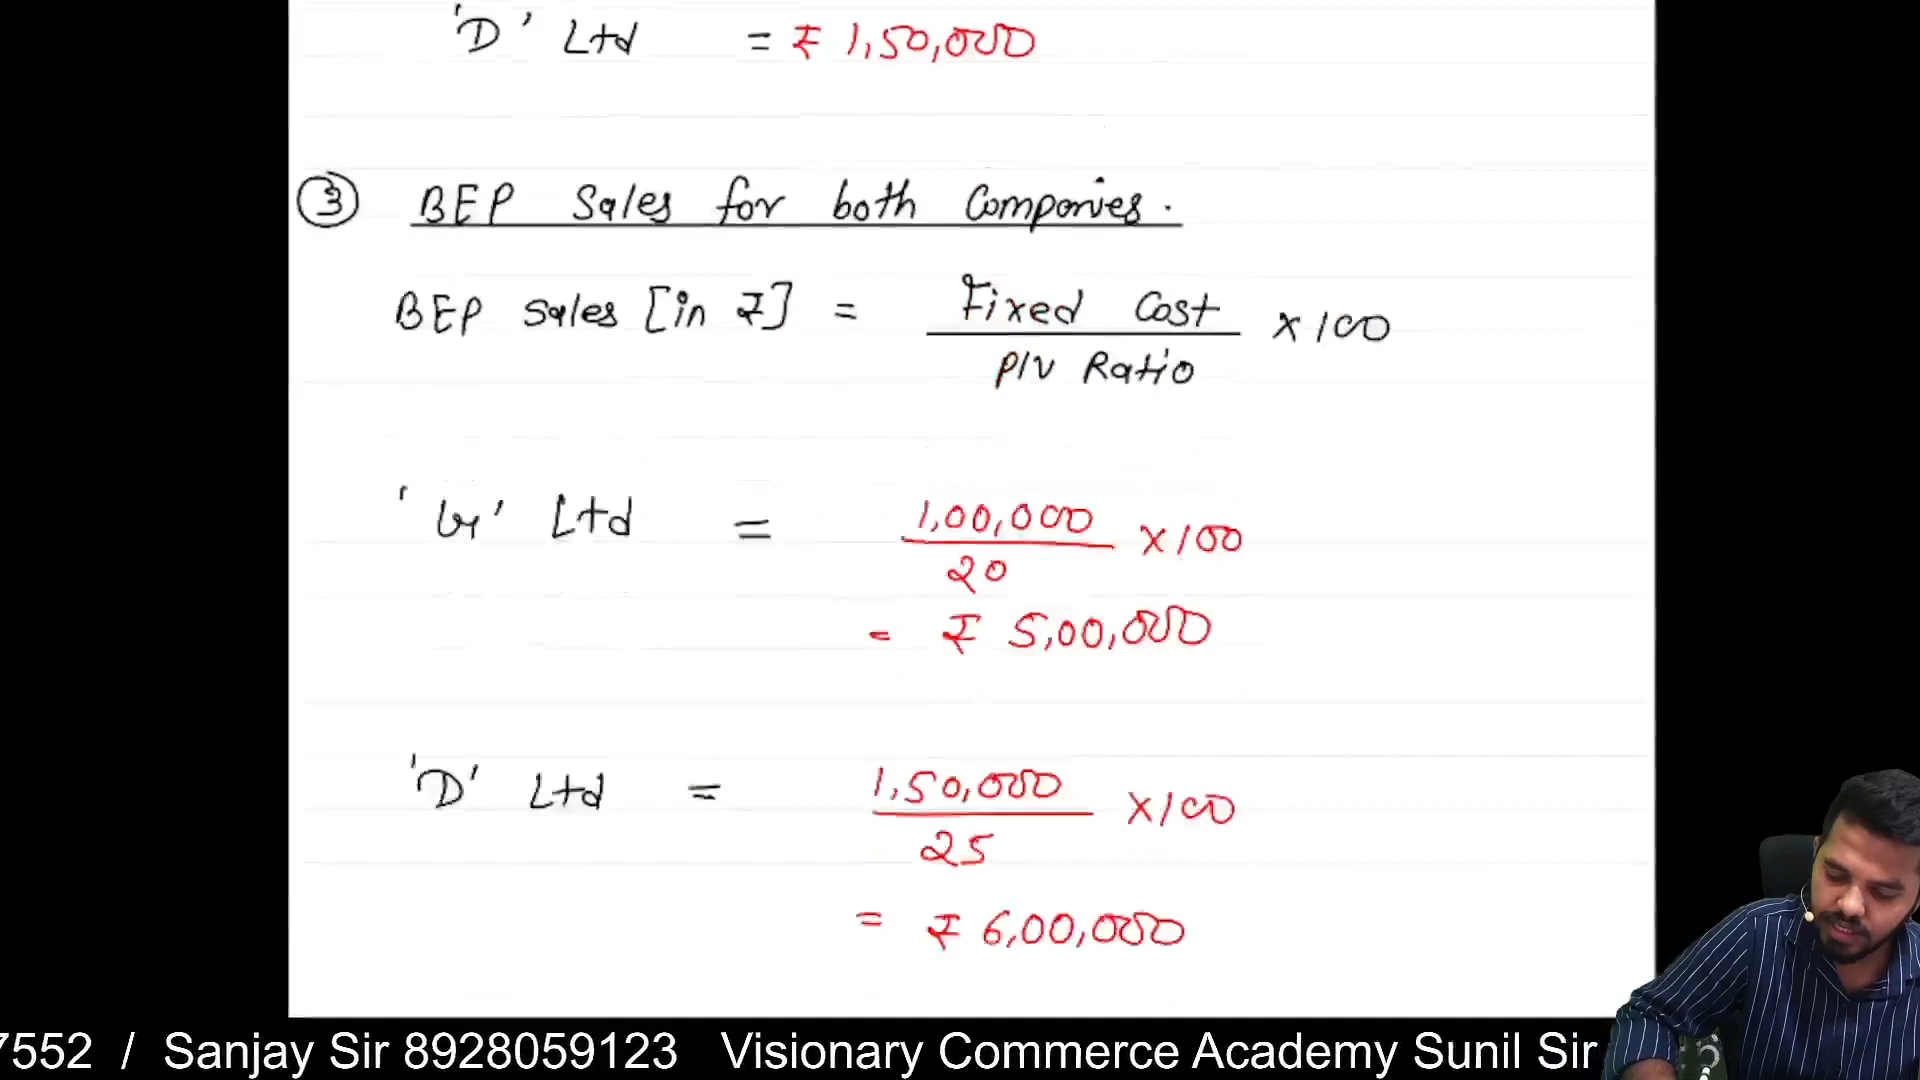 'D' Ltd = ₹ 1,50,000
③ BEP Sales for both Companies.
BEP Sales [in ₹] = Fixed Cost / P/V Ratio × 100
'G' Ltd = 1,00,000 / 20 × 100
= ₹ 5,00,000
'D' Ltd = 1,50,000 / 25 × 100
= ₹ 6,00,000
7552 / Sanjay Sir 8928059123 Visionary Commerce Academy Sunil Sir